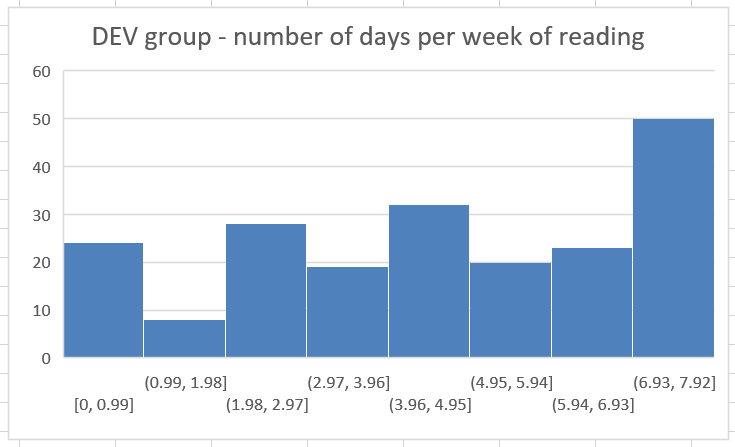 DEV group - number of days per week of reading
60
50
40
30
20
10
0
(0.99, 1.98] (2.97, 3.96] (4.95, 5.94] (6.93, 7.92]
[0, 0.99] (1.98, 2.97] (3.96, 4.95] (5.94, 6.93]